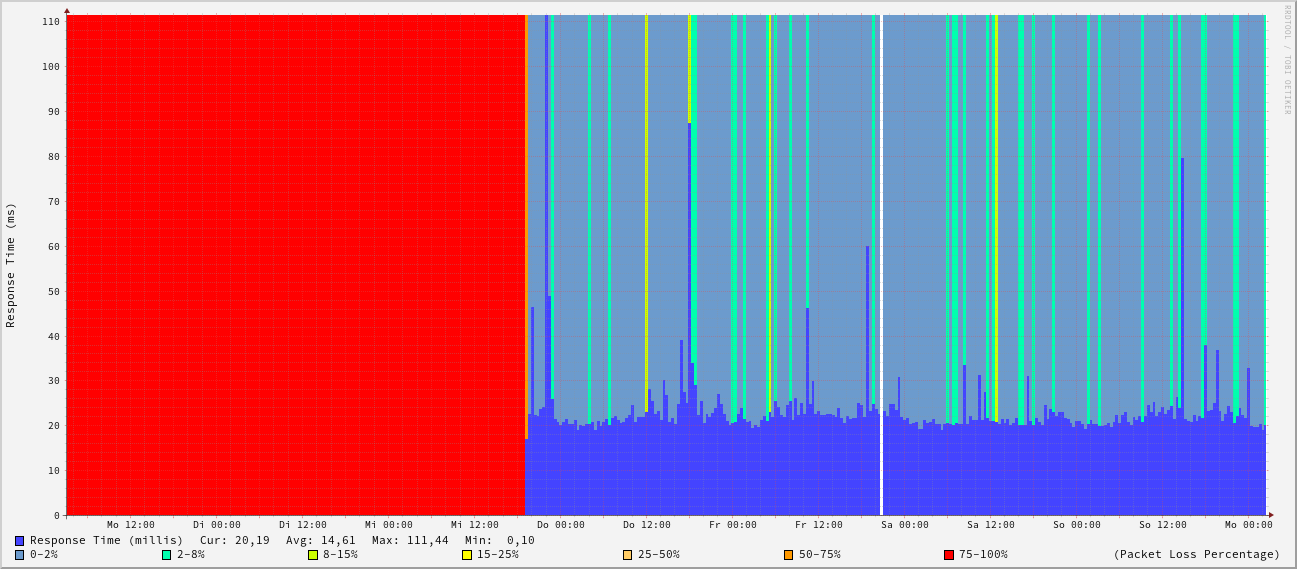 RRDTOOL / TOBI OETIKER
Response Time (ms)
110
100
90
80
70
60
50
40
30
20
10
0
Mo 12:00 Di 00:00 Di 12:00 Mi 00:00 Mi 12:00 Do 00:00 Do 12:00 Fr 00:00 Fr 12:00 Sa 00:00 Sa 12:00 So 00:00 So 12:00 Mo 00:00
Response Time (millis) Cur: 20,19 Avg: 14,61 Max: 111,44 Min: 0,10
0-2% 2-8% 8-15% 15-25% 25-50% 50-75% 75-100% (Packet Loss Percentage)